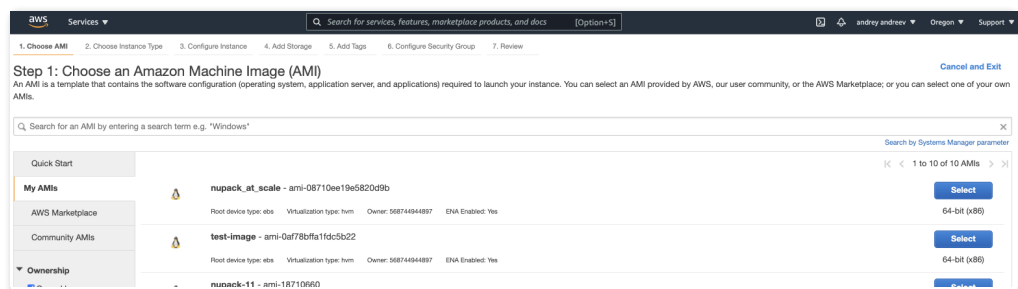 aws Services ▼ Search for services, features, marketplace products, and docs [Option+S] andrey andreev ▼ Oregon ▼ Support ▼
1. Choose AMI 2. Choose Instance Type 3. Configure Instance 4. Add Storage 5. Add Tags 6. Configure Security Group 7. Review
Step 1: Choose an Amazon Machine Image (AMI)
Cancel and Exit
An AMI is a template that contains the software configuration (operating system, application server, and applications) required to launch your instance. You can select an AMI provided by AWS, our user community, or the AWS Marketplace; or you can select one of your own
AMIs.
Search for an AMI by entering a search term e.g. "Windows"
Search by Systems Manager parameter
Quick Start
1 to 10 of 10 AMIs
My AMIs
nupack_at_scale - ami-08710ee19e5820d9b
Select
Root device type: ebs Virtualization type: hvm Owner: 568744944897 ENA Enabled: Yes
64-bit (x86)
AWS Marketplace
Community AMIs
test-image - ami-0af78bffa1fdc5b22
Select
Root device type: ebs Virtualization type: hvm Owner: 568744944897 ENA Enabled: Yes
64-bit (x86)
▼ Ownership
nupack-11 - ami-18710660
Select